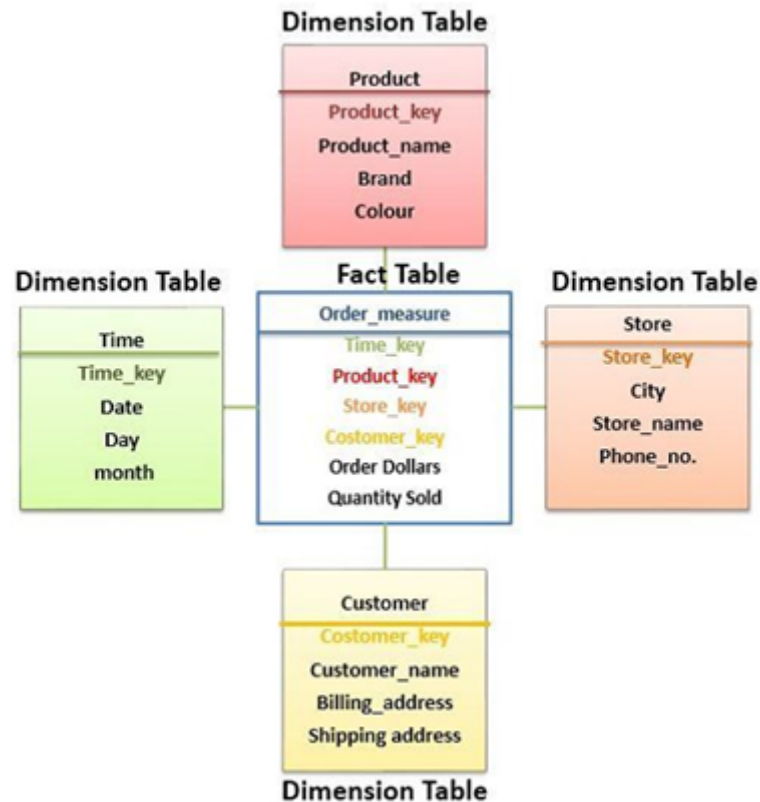 Dimension Table
Product
Product_key
Product_name
Brand
Colour
Dimension Table
Time
Time_key
Date
Day
month
Fact Table
Order_measure
Time_key
Product_key
Store_key
Costomer_key
Order Dollars
Quantity Sold
Dimension Table
Store
Store_key
City
Store_name
Phone_no.
Customer
Costomer_key
Customer_name
Billing_address
Shipping address
Dimension Table